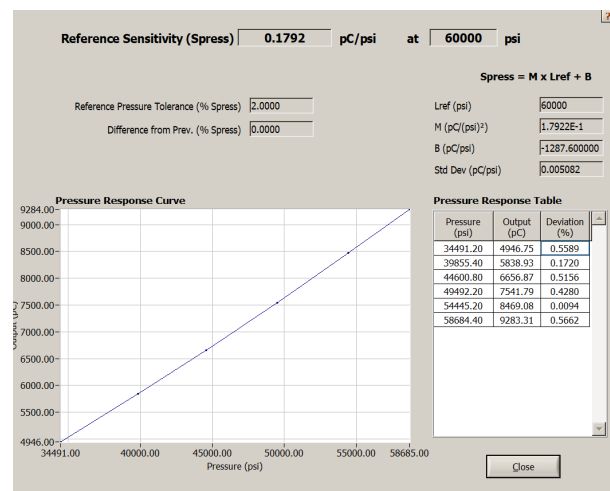 ?
Reference Sensitivity (Spress) 0.1792 pC/psi at 60000 psi
Spress = M x Lref + B
Reference Pressure Tolerance (% Spress) 2.0000
Difference from Prev. (% Spress) 0.0000
Lref (psi) 60000
M (pC/(psi)²) 1.7922E-1
B (pC/psi) -1287.600000
Std Dev (pC/psi) 0.005082
Pressure Response Curve
9284.00
9000.00
8500.00
8000.00
7500.00
7000.00
6500.00
6000.00
5500.00
4946.00
Output (pC)
34491.00 40000.00 45000.00 50000.00 55000.00 58685.00
Pressure (psi)
Pressure Response Table
Pressure (psi) Output (pC) Deviation (%)
34491.20 4946.75 0.5589
39855.40 5838.93 0.1720
44600.80 6656.87 0.5156
49492.20 7541.79 0.4280
54445.20 8469.08 0.0094
58684.40 9283.31 0.5662
Close